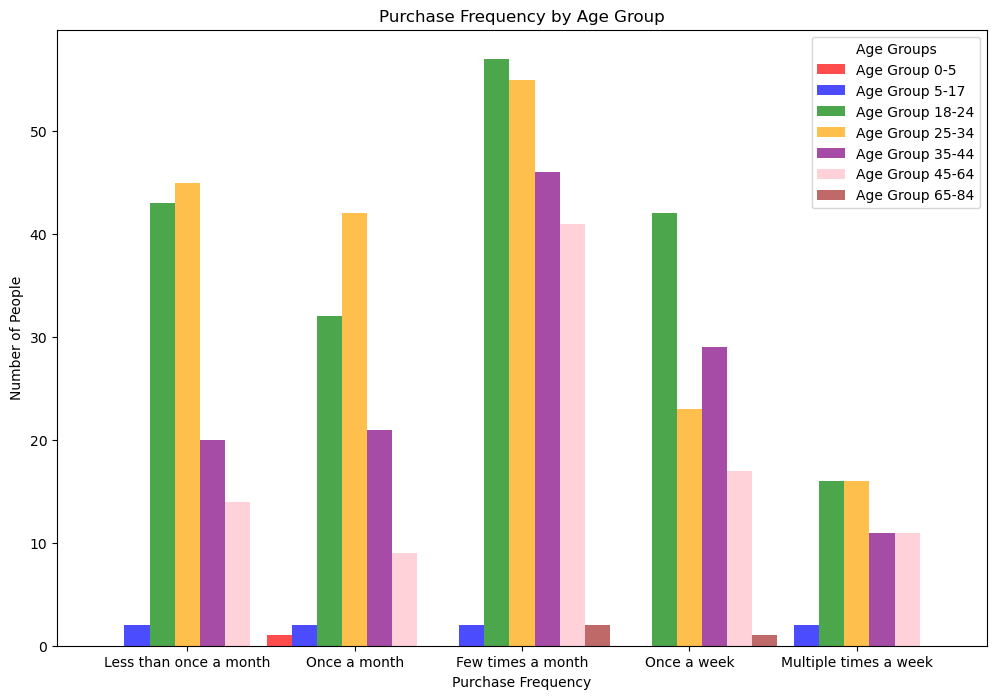 Purchase Frequency by Age Group
Age Groups
Age Group 0-5
Age Group 5-17
Age Group 18-24
Age Group 25-34
Age Group 35-44
Age Group 45-64
Age Group 65-84
Number of People
50
40
30
20
10
0
Less than once a month
Once a month
Few times a month
Once a week
Multiple times a week
Purchase Frequency